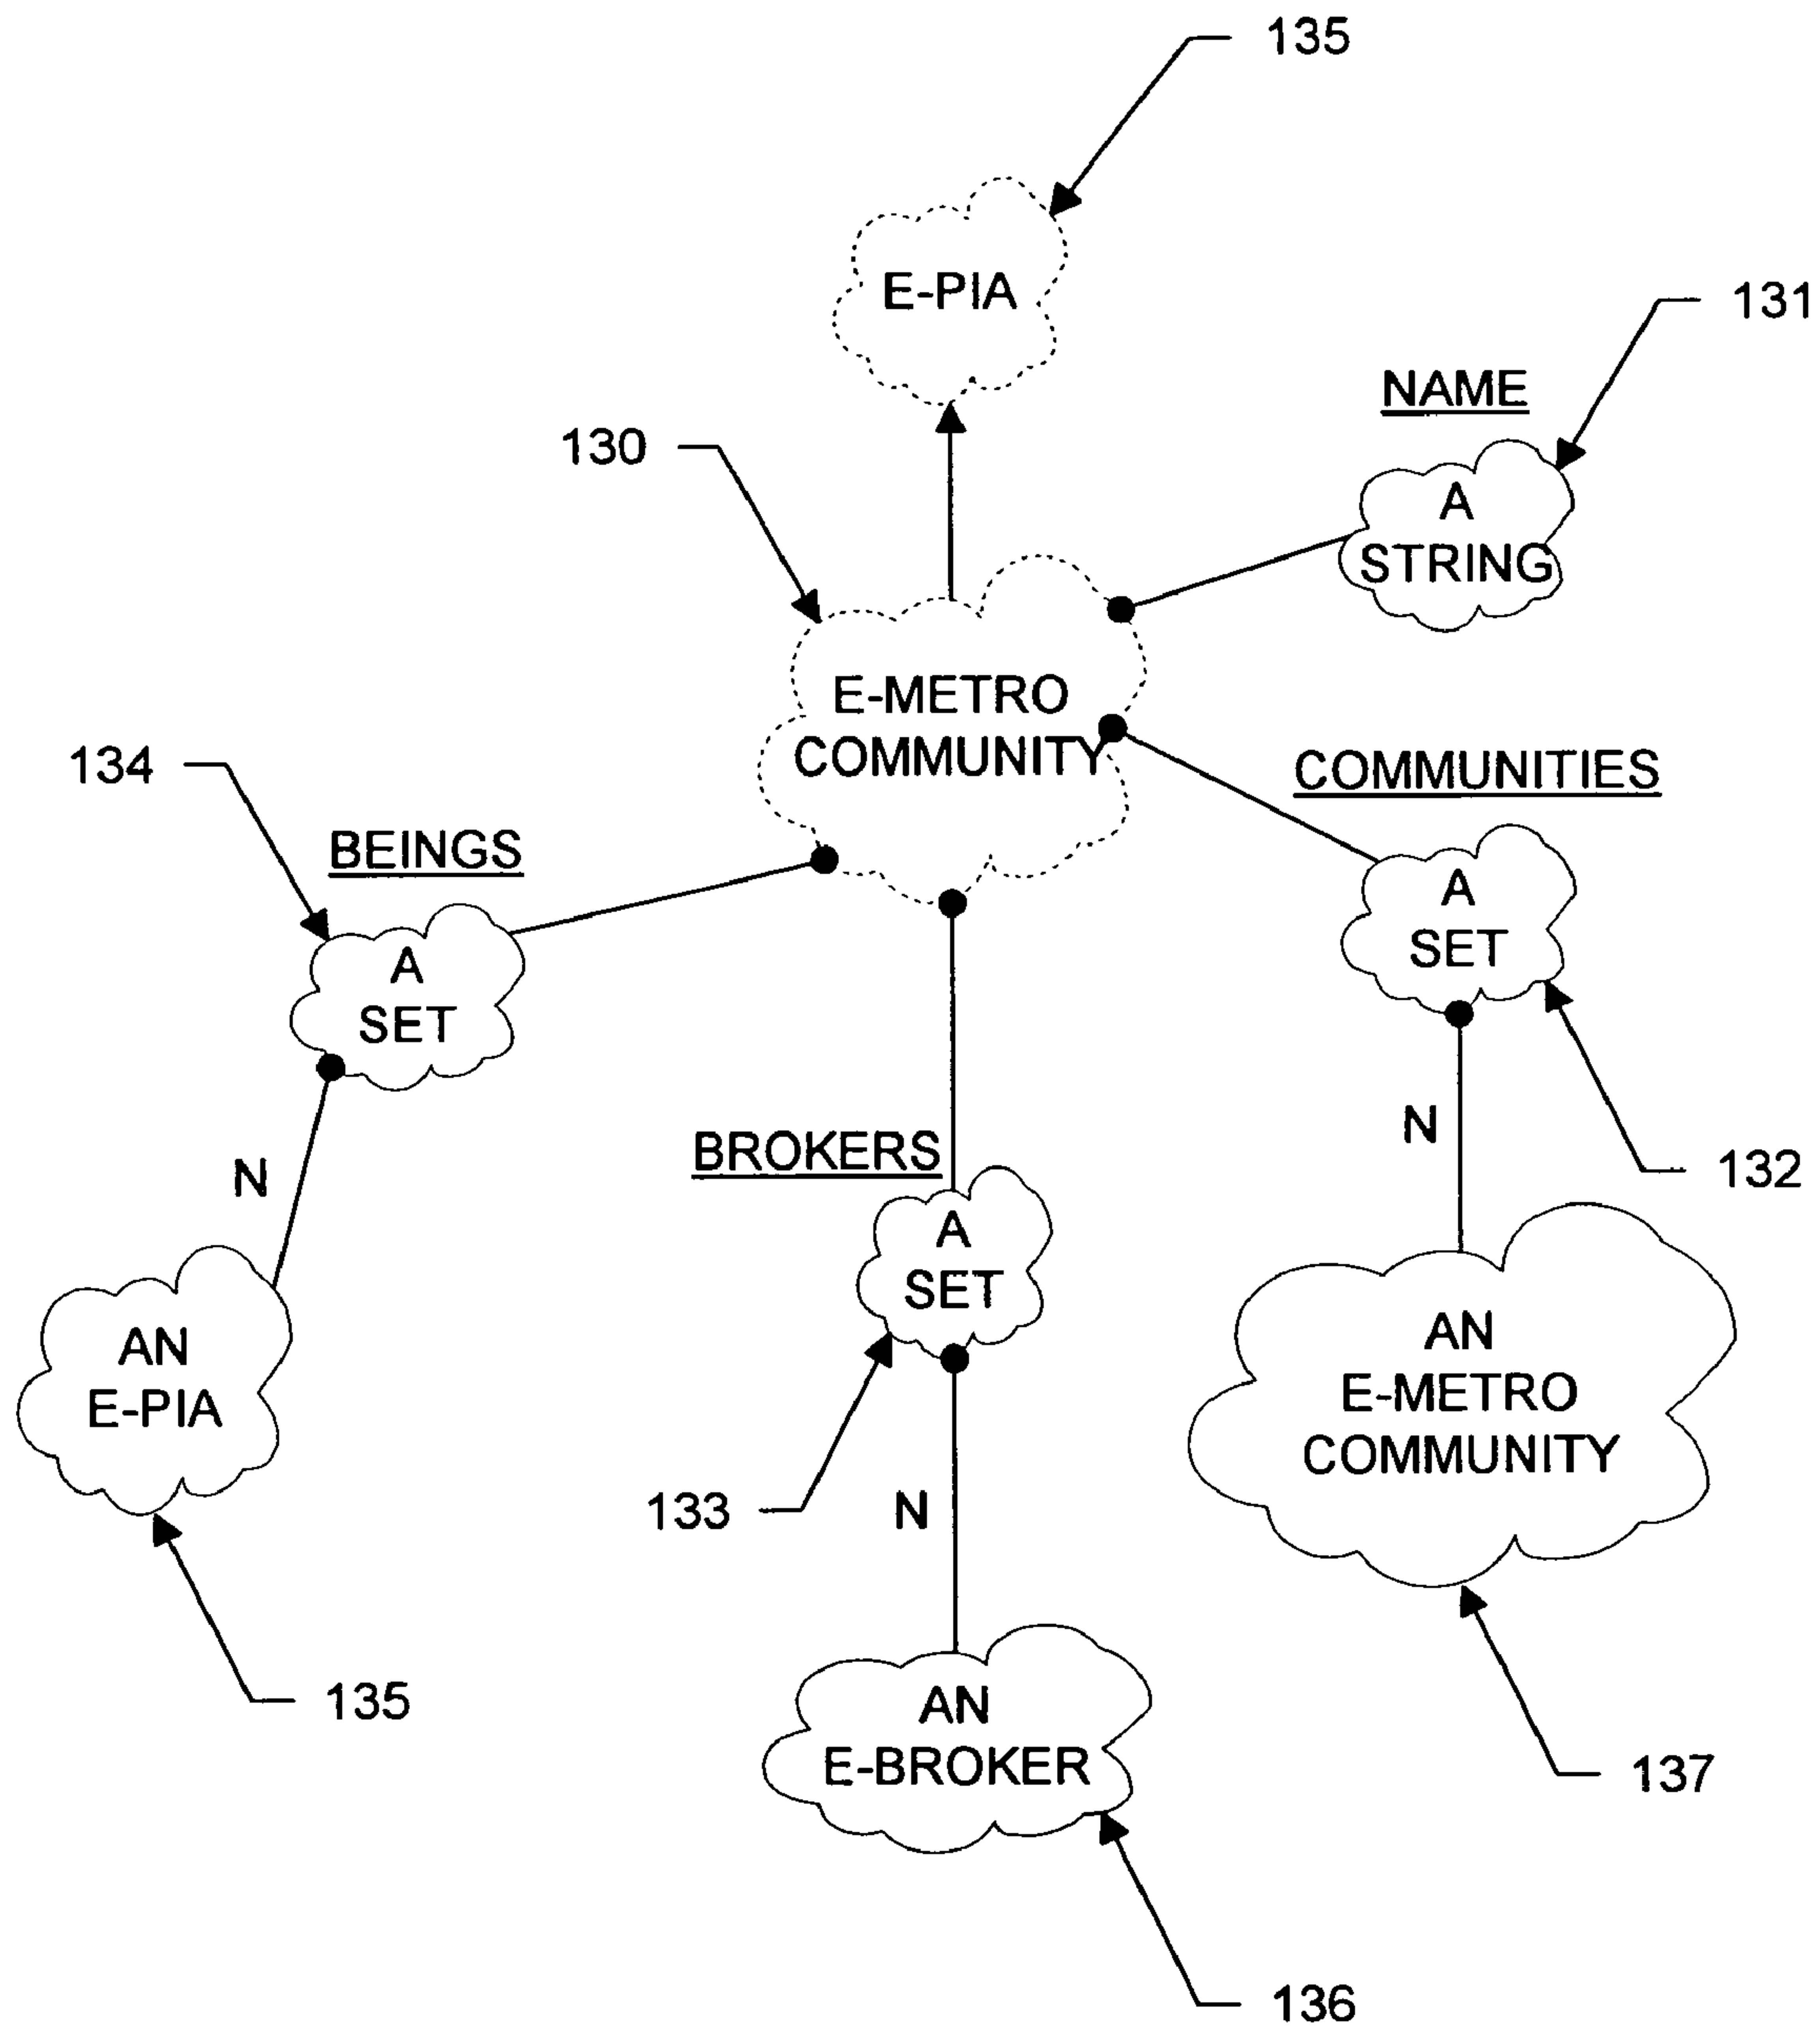 135
E-PIA
131
NAME
130
A
STRING
E-METRO
COMMUNITY
134
COMMUNITIES
BEINGS
A
SET
A
SET
N
BROKERS
N
132
A
SET
AN
E-METRO
COMMUNITY
AN
E-PIA
133
N
135
AN
E-BROKER
137
136